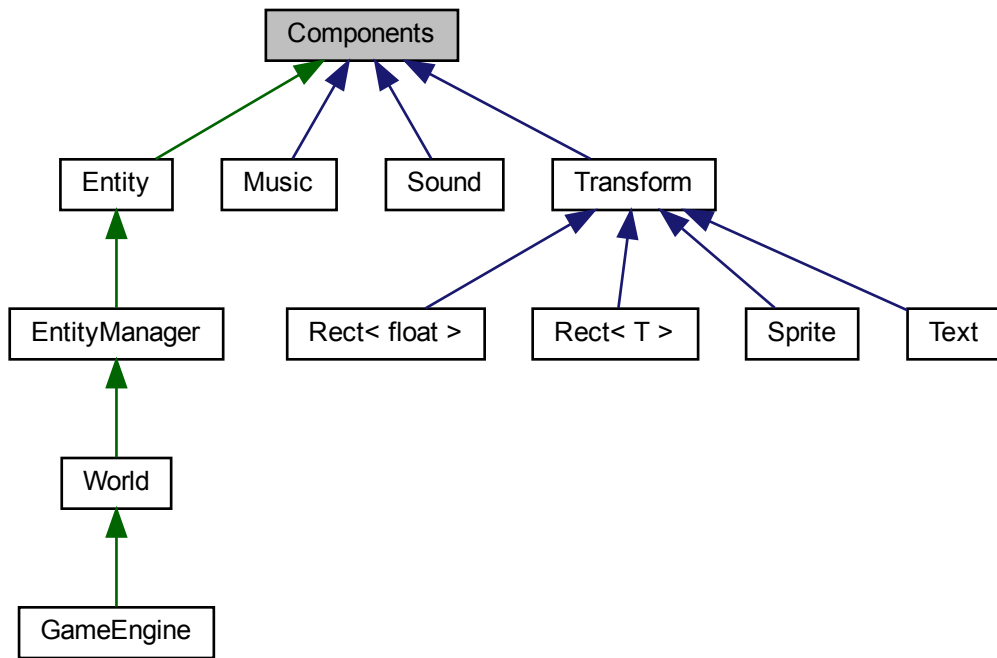 Components
Entity
Music
Sound
Transform
EntityManager
Rect< float >
Rect< T >
Sprite
Text
World
GameEngine